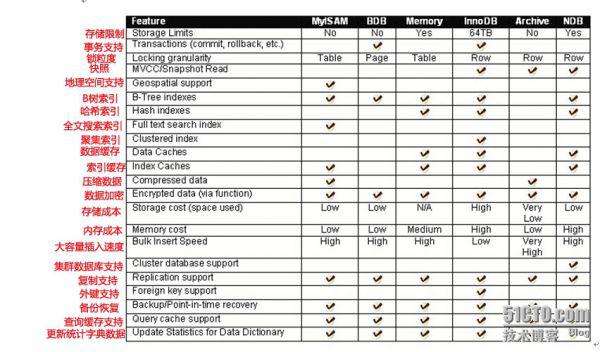 Feature MyISAM BDB Memory InnoDB Archive NDB
存储限制 Storage Limits No No Yes 64TB No Yes
事务支持 Transactions (commit, rollback, etc.)
锁粒度 Locking granularity Table Page Table Row Row Row
快照 MVCC/Snapshot Read
地理空间支持 Geospatial support
B树索引 B-Tree indexes
哈希索引 Hash indexes
全文搜索索引 Full text search index
聚集索引 Clustered index
数据缓存 Data Caches
索引缓存 Index Caches
压缩数据 Compressed data
数据加密 Encrypted data (via function)
存储成本 Storage cost (space used) Low Low N/A High Very Low Low
内存成本 Memory cost Low Low Medium High Low High
大容量插入速度 Bulk Insert Speed High High High Low Very High High
集群数据库支持 Cluster database support
复制支持 Replication support
外键支持 Foreign key support
备份恢复 Backup/Point-in-time recovery
查询缓存支持 Query cache support
更新统计字典数据 Update Statistics for Data Dictionary
51CTO.com
技术博客 Blog